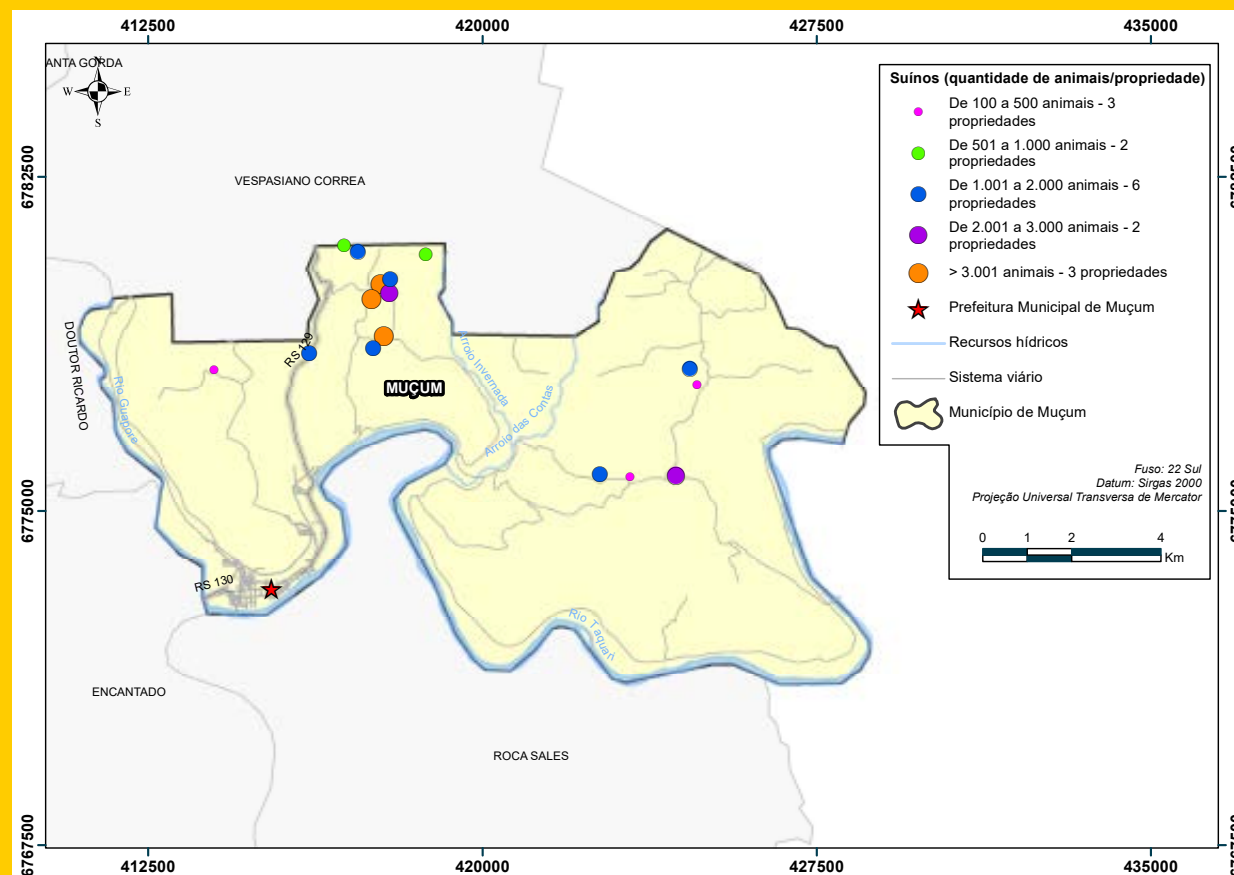 412500
420000
427500
435000
ANTA GORDA
N
W
E
S
6782500
VESPASIANO CORREA
DOUTOR RICARDO
Rio Guaporé
RS 129
MUÇUM
Arroio Invernada
Arroio das Contas
6775000
RS 130
Rio Taquari
ENCANTADO
ROCA SALES
6767500
Suínos (quantidade de animais/propriedade)
De 100 a 500 animais - 3
propriedades
De 501 a 1.000 animais - 2
propriedades
De 1.001 a 2.000 animais - 6
propriedades
De 2.001 a 3.000 animais - 2
propriedades
> 3.001 animais - 3 propriedades
Prefeitura Municipal de Muçum
Recursos hídricos
Sistema viário
Município de Muçum
Fuso: 22 Sul
Datum: Sirgas 2000
Projeção Universal Transversa de Mercator
0 1 2 4
Km
412500
420000
427500
435000